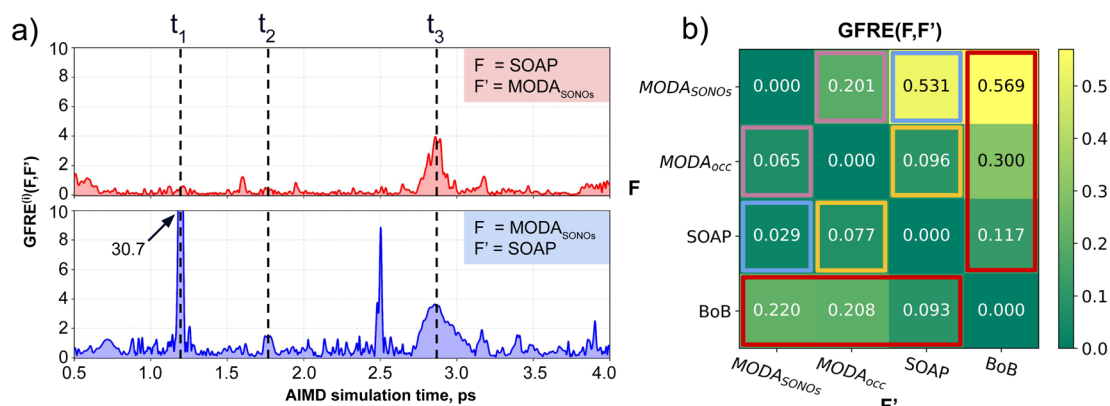 a)
t1
t2
t3
10
8
6
4
2
0
F = SOAP
F' = MODASONOs
GFRE(i)(F,F')
10
8
6
4
2
0
30.7
F = MODASONOs
F' = SOAP
0.5
1.0
1.5
2.0
2.5
3.0
3.5
4.0
AIMD simulation time, ps
b)
GFRE(F,F')
MODASONOs
0.000
0.201
0.531
0.569
MODAocc
0.065
0.000
0.096
0.300
F
SOAP
0.029
0.077
0.000
0.117
BoB
0.220
0.208
0.093
0.000
MODASONOs
MODAocc
SOAP
BoB
F'
0.5
0.4
0.3
0.2
0.1
0.0